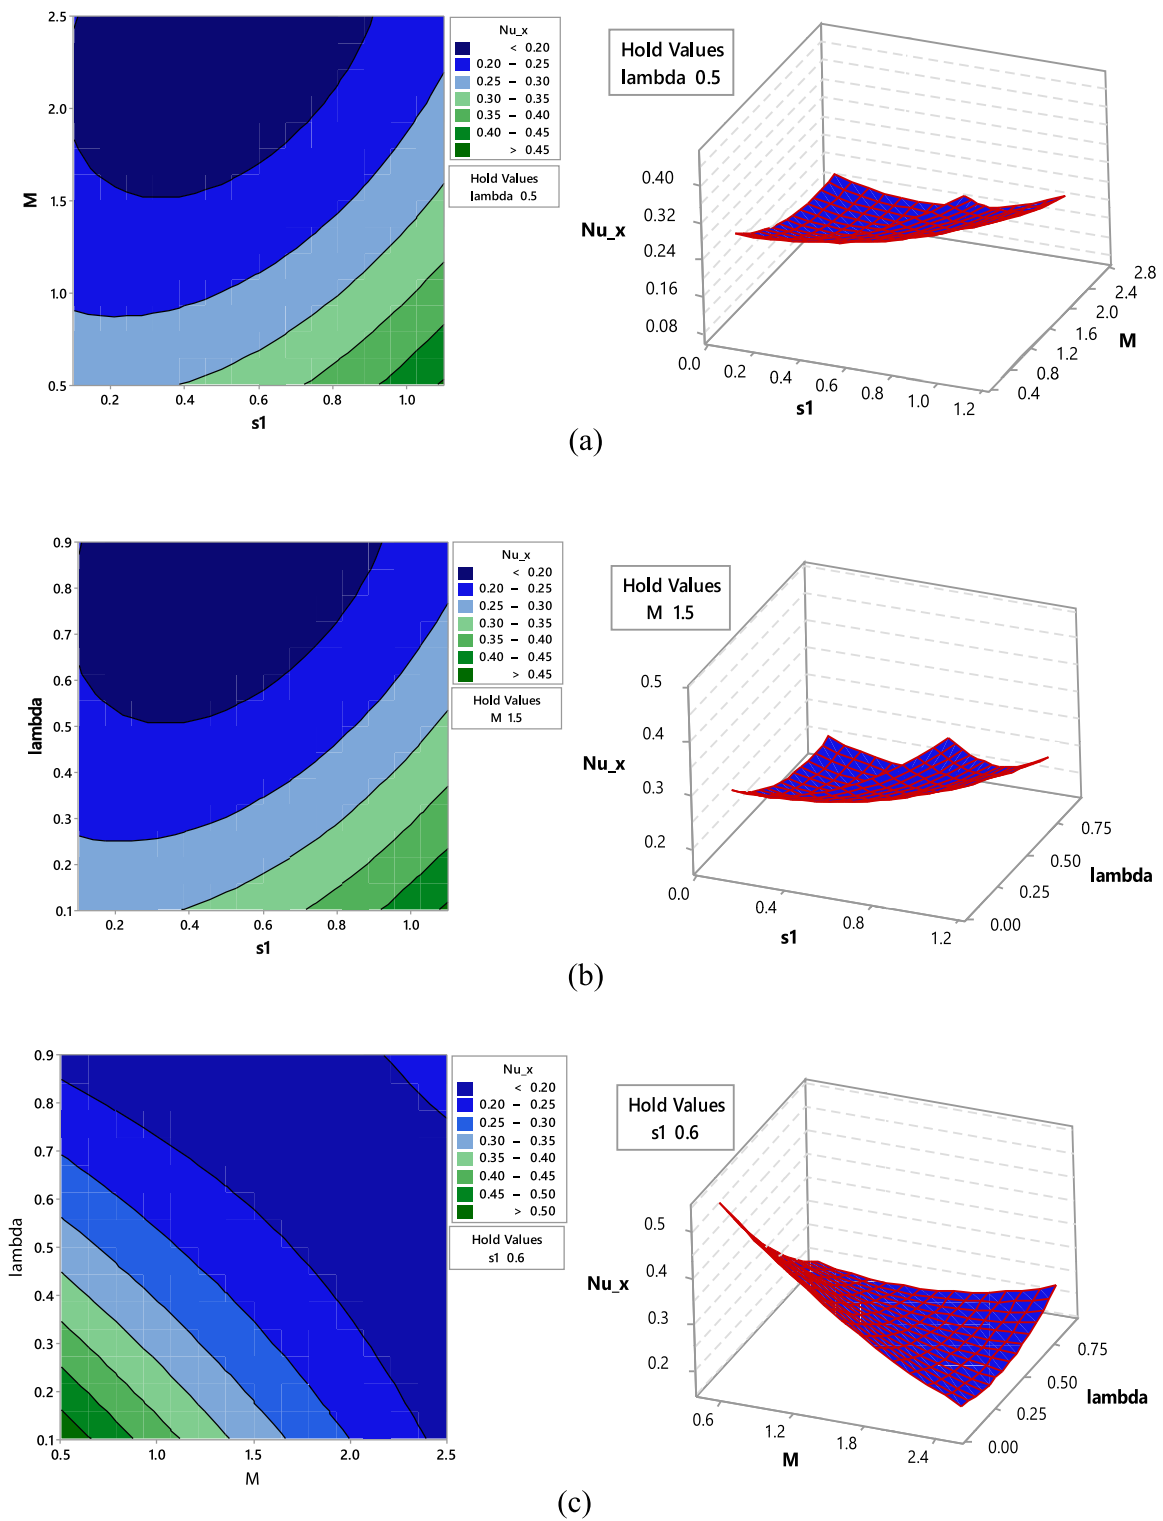 2.5
2.0
1.5
1.0
0.5
M
0.2
0.4
0.6
0.8
1.0
s1
Nu_x
< 0.20
0.20 – 0.25
0.25 – 0.30
0.30 – 0.35
0.35 – 0.40
0.40 – 0.45
> 0.45
Hold Values
lambda 0.5
Hold Values
lambda 0.5
0.40
0.32
0.24
0.16
0.08
Nu_x
0.0
0.2
0.4
0.6
0.8
1.0
1.2
s1
0.4
0.8
1.2
1.6
2.0
2.4
2.8
M
(a)
0.9
0.8
0.7
0.6
0.5
0.4
0.3
0.2
0.1
lambda
0.2
0.4
0.6
0.8
1.0
s1
Nu_x
< 0.20
0.20 – 0.25
0.25 – 0.30
0.30 – 0.35
0.35 – 0.40
0.40 – 0.45
> 0.45
Hold Values
M 1.5
Hold Values
M 1.5
0.5
0.4
0.3
0.2
Nu_x
0.0
0.4
0.8
1.2
s1
0.00
0.25
0.50
0.75
lambda
(b)
0.9
0.8
0.7
0.6
0.5
0.4
0.3
0.2
0.1
lambda
0.5
1.0
1.5
2.0
2.5
M
Nu_x
< 0.20
0.20 – 0.25
0.25 – 0.30
0.30 – 0.35
0.35 – 0.40
0.40 – 0.45
0.45 – 0.50
> 0.50
Hold Values
s1 0.6
Hold Values
s1 0.6
0.5
0.4
0.3
0.2
Nu_x
0.6
1.2
1.8
2.4
M
0.00
0.25
0.50
0.75
lambda
(c)